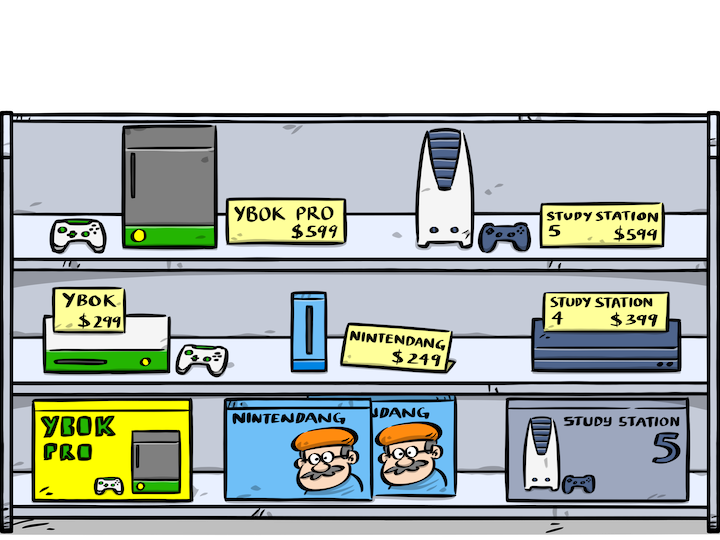 YBOK PRO
$599
STUDY STATION
5 $599
YBOK
$299
NINTENDANG
$249
STUDY STATION
4 $399
YBOK
PRO
NINTENDANG
DANG
STUDY STATION
5